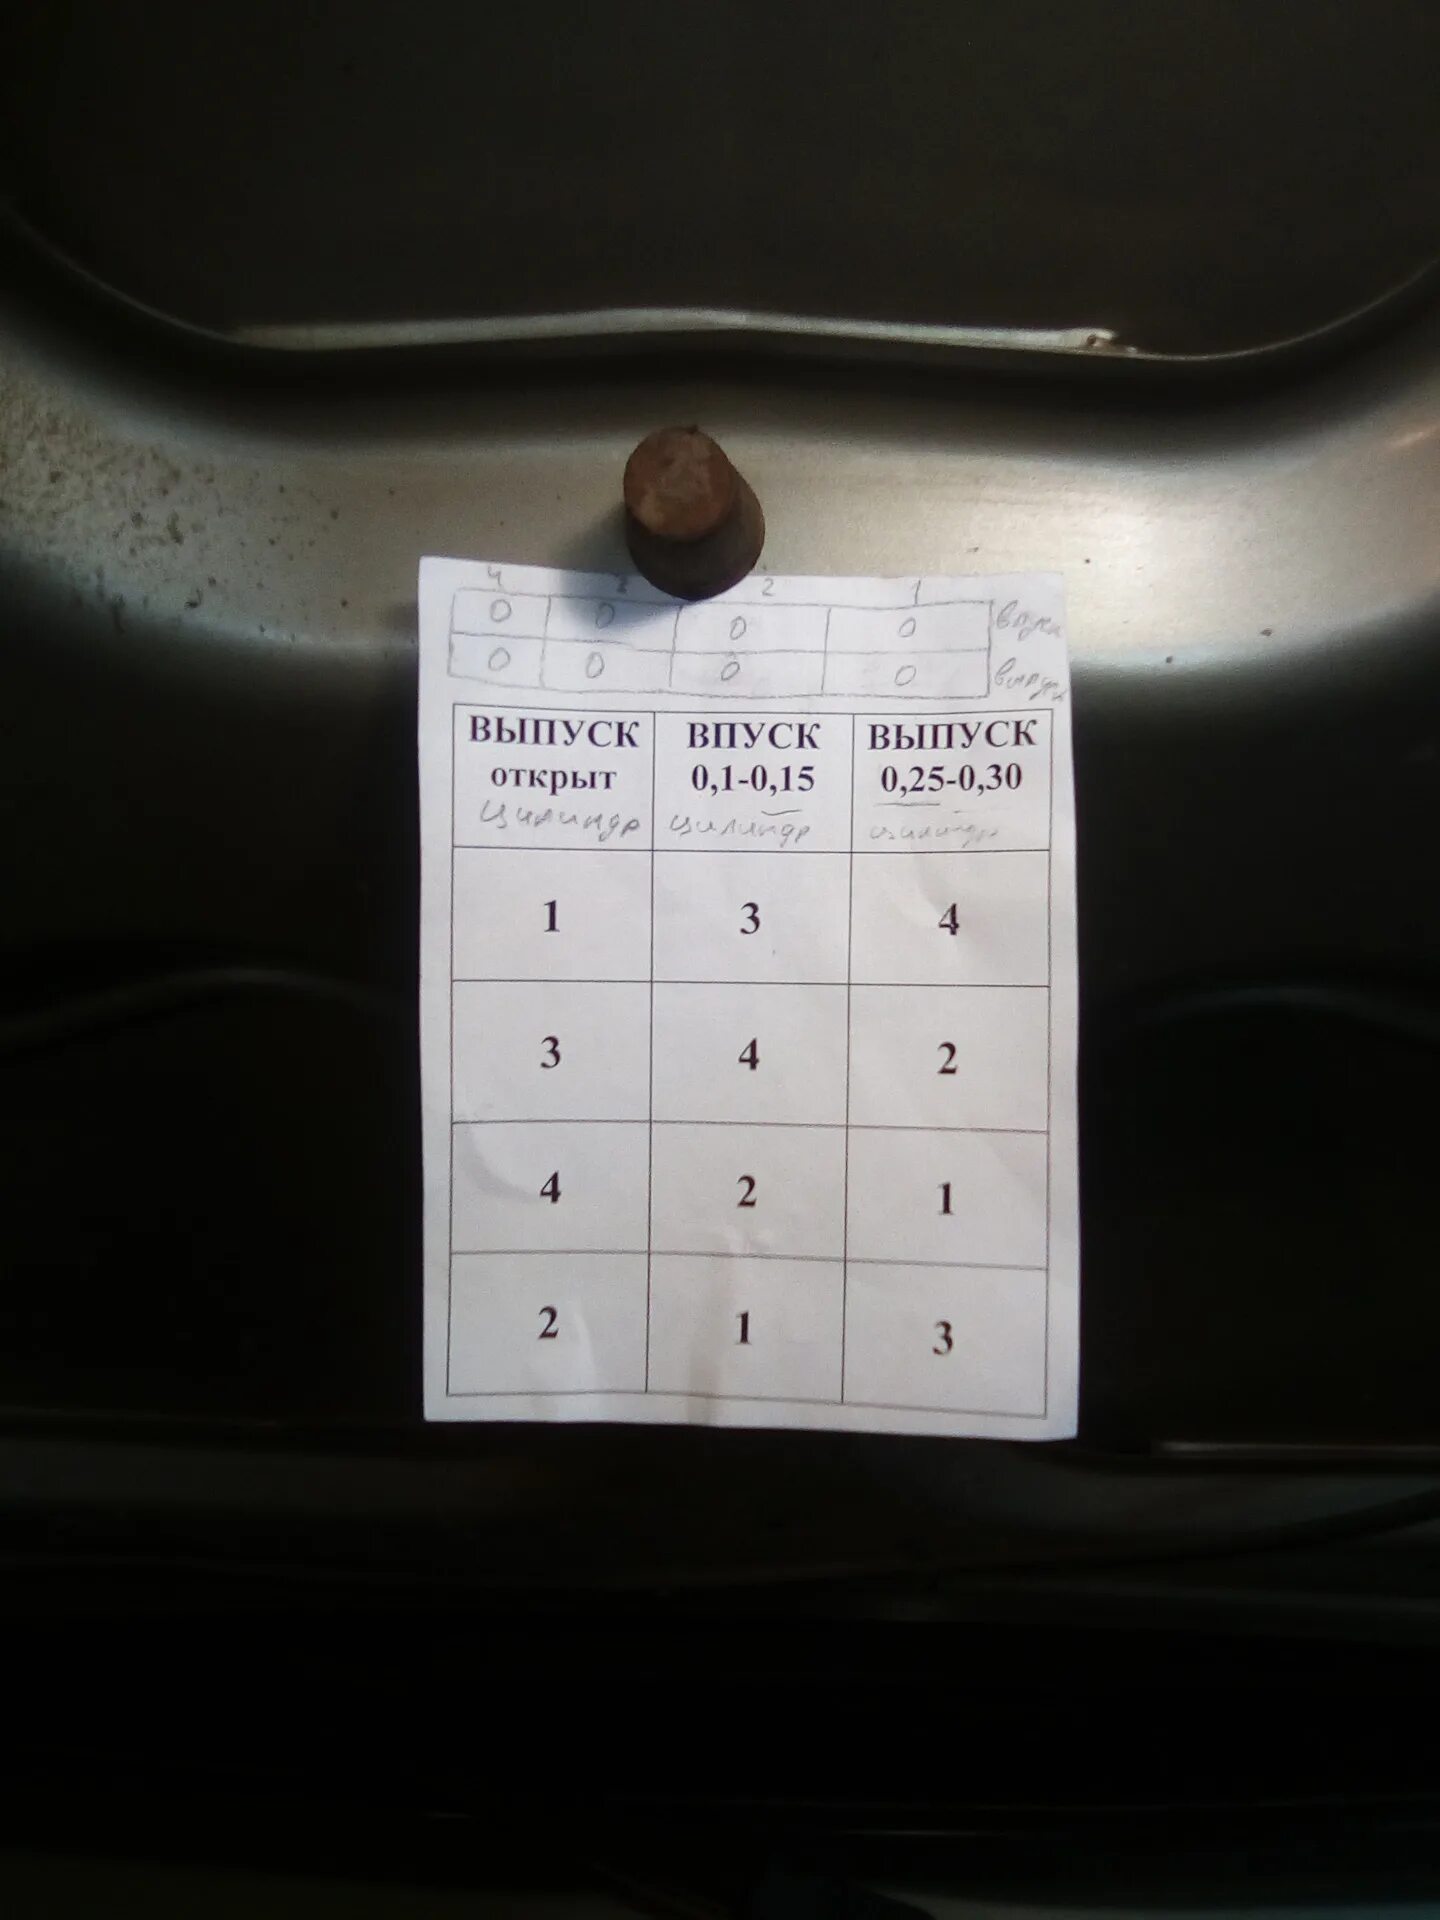 4 3 2 1
0 0 0 0 впуск
0 0 0 0 выпуск
ВЫПУСК ВПУСК ВЫПУСК
открыт 0,1-0,15 0,25-0,30
цилиндр цилиндр цилиндр
1 3 4
3 4 2
4 2 1
2 1 3